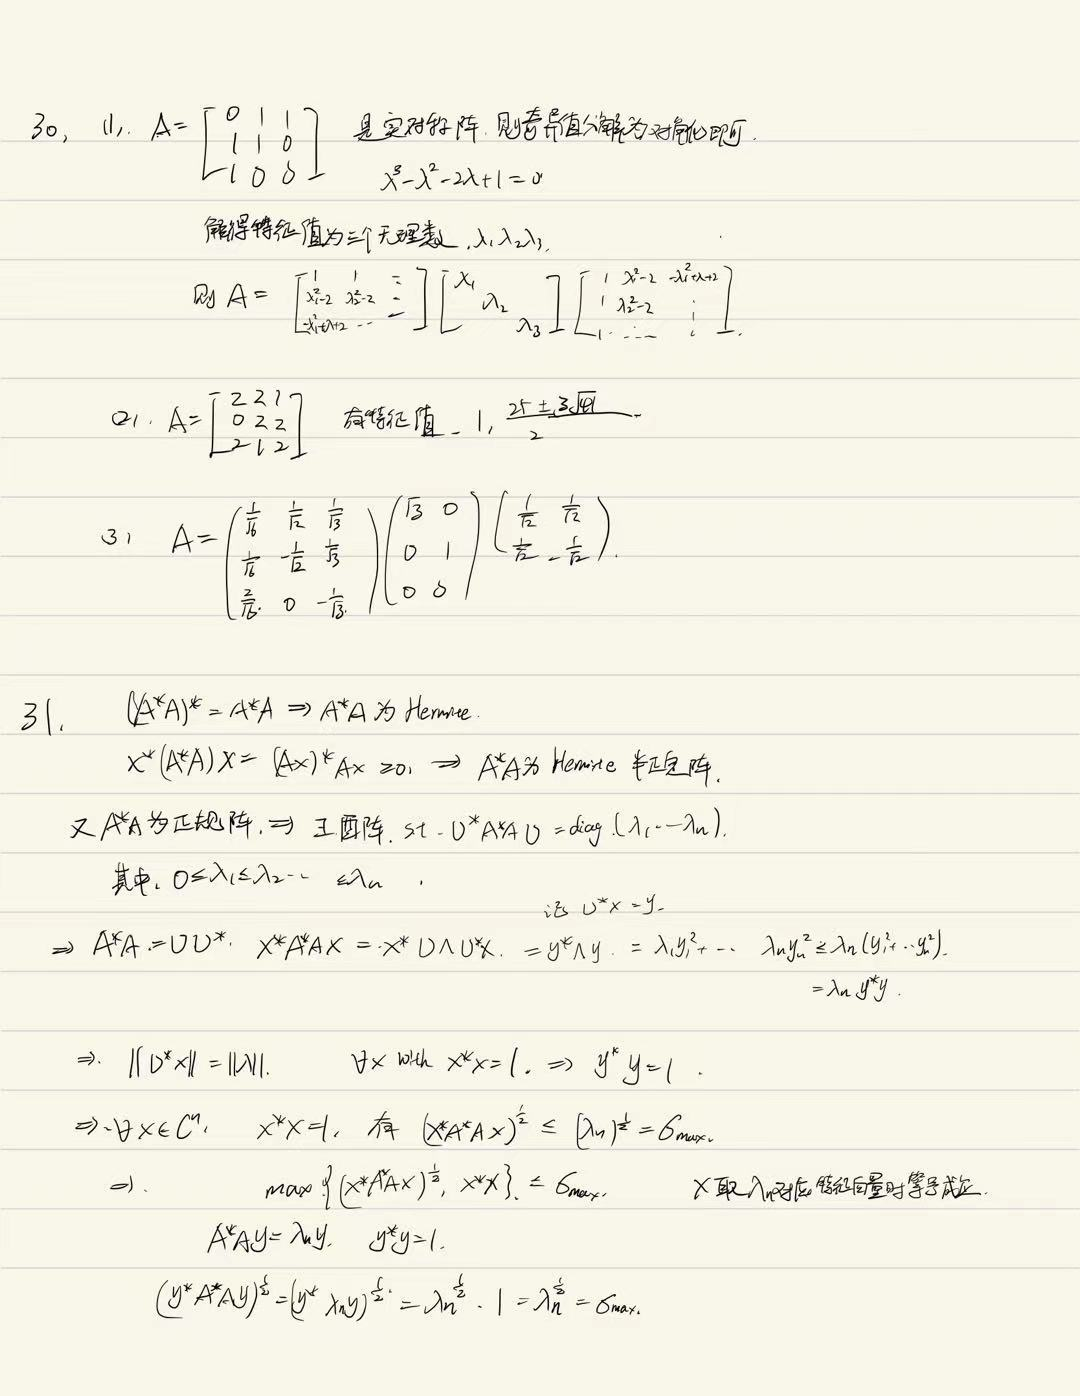 30, (1). A = [0 1 1; 1 1 0; 1 0 0] 是实对称阵, 则奇异值分解为对角化即可.
λ³-λ²-2λ+1=0
解得特征值为三个无理数, λ₁ λ₂ λ₃.
则 A = [1 1 ...; λ₁²-2 λ₂²-2 ...; -λ₁²+λ+2 ...] [λ₁ λ₂ λ₃] [1 λ₁²-2 -λ₁²+λ+2; 1 λ₂²-2 ⋮; 1 ... ⋮].
(2). A = [2 2 1; 0 2 2; 2 1 2] 有特征值 1, (25±3√41)/2
(3) A = (1/√6 1/√2 1/√3; 1/√6 -1/√2 1/√3; 2/√6 0 -1/√3) (√3 0; 0 1; 0 0) (1/√2 1/√2; 1/√2 -1/√2).
31. (A*A)* = A*A ⇒ A*A 为 Hermite.
x*(A*A)x = (Ax)*Ax ≥0, ⇒ A*A为 Hermite 半正定阵.
又 A*A为正规阵, ⇒ 王酉阵, st. U*A*AU = diag(λ₁...λₙ).
其中, 0≤λ₁≤λ₂... ≤λₙ
记 U*x = y.
⇒ A*A = UU*. x*A*Ax = x*UΛU*x. = y*Λy. = λ₁y₁²+... λₙyₙ² ≤ λₙ(y₁²+...yₙ²).
= λₙ y*y.
⇒. ||U*x|| = ||x||. ∀x with x*x=1. ⇒ y*y=1.
⇒. ∀x∈Cⁿ, x*x=1, 有 (x*A*Ax)^½ ≤ (λₙ)^½ = σmax.
⇒. max{(x*A*Ax)^½, x*x}. ≤ σmax. x取λₙ对应特征向量时等号成立.
A*Ay=λₙy. y*y=1.
(y*A*Ay)^½ = (y*λₙy)^½ = λₙ^½ · 1 = λₙ^½ = σmax.